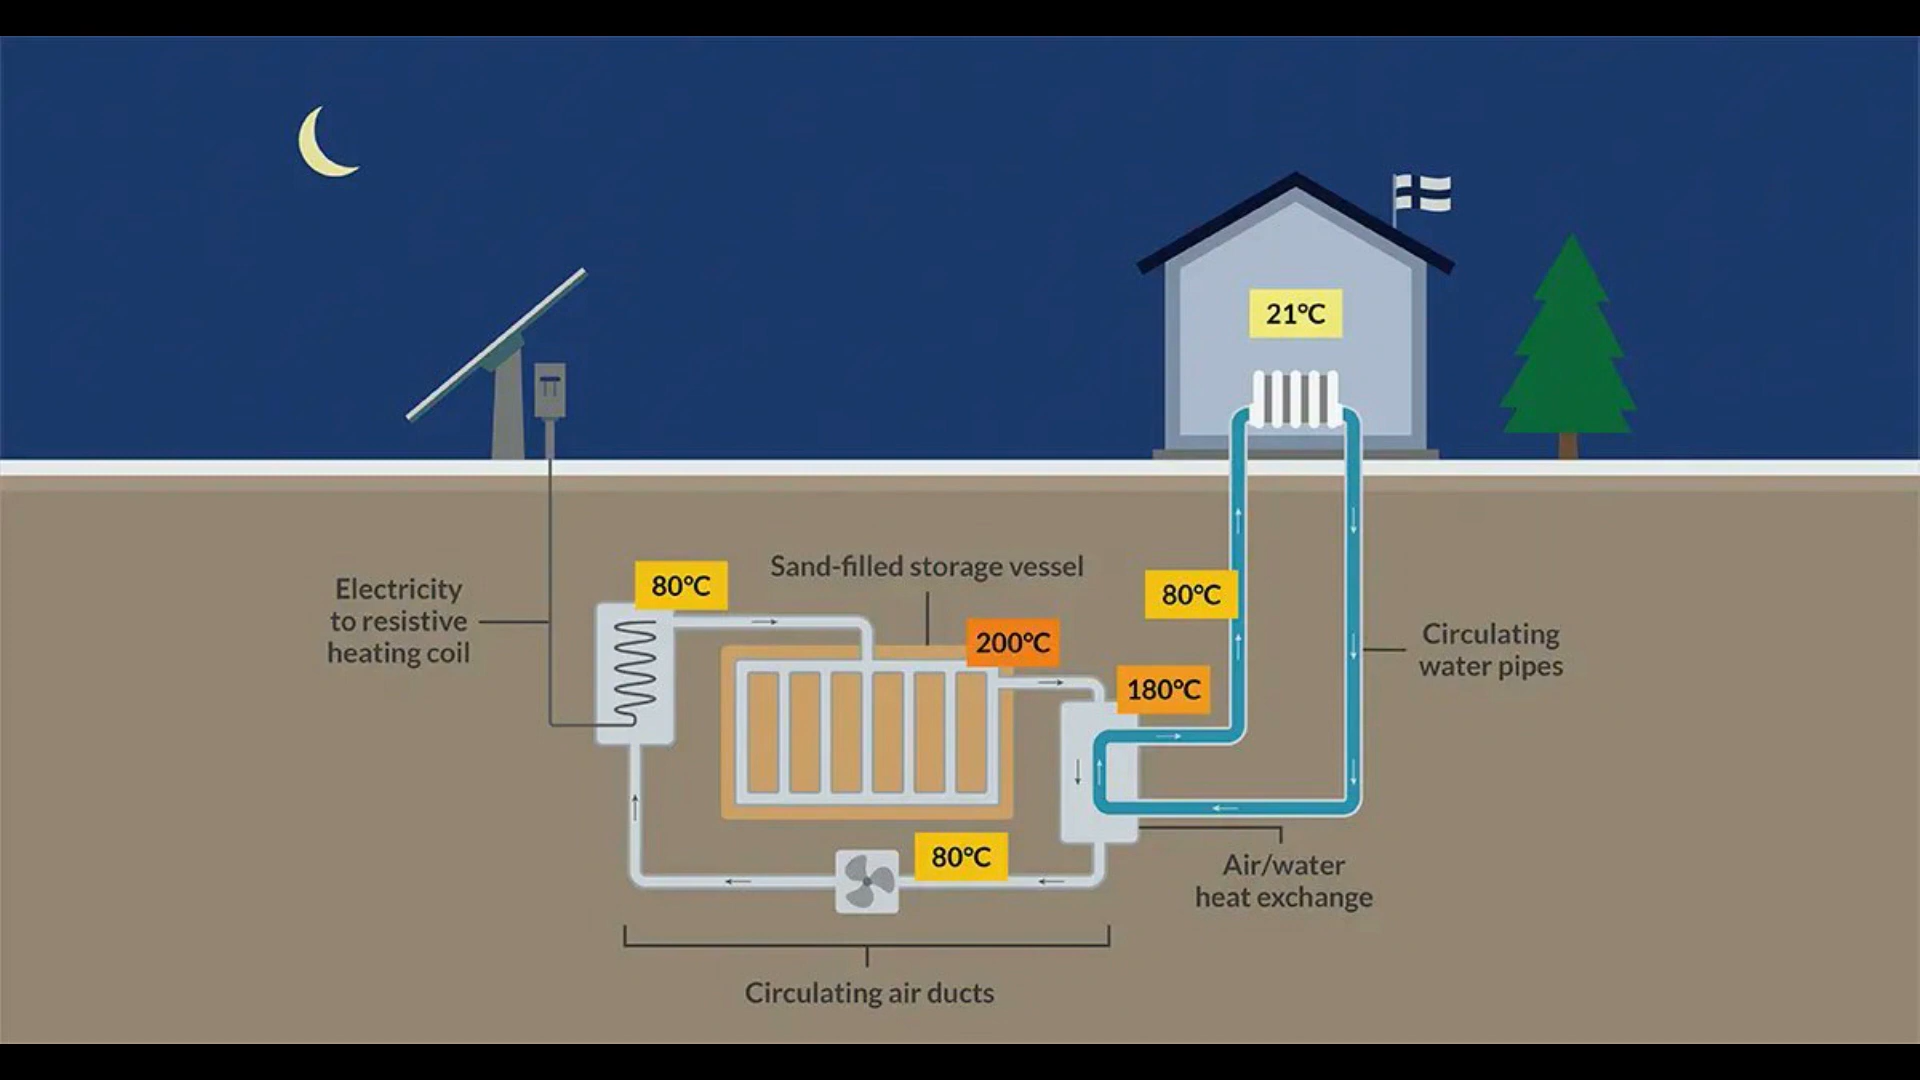 21°C
Electricity
to resistive
heating coil
80°C
Sand-filled storage vessel
200°C
80°C
180°C
Circulating
water pipes
80°C
Air/water
heat exchange
Circulating air ducts